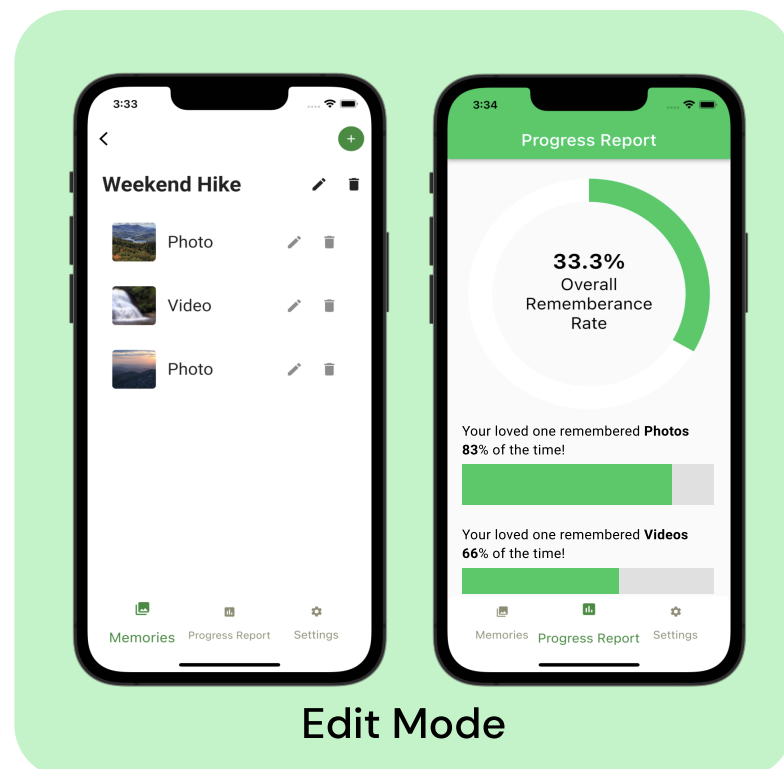 3:33
Weekend Hike
Photo
Video
Photo
Memories
Progress Report
Settings
3:34
Progress Report
33.3%
Overall
Rememberance
Rate
Your loved one remembered Photos
83% of the time!
Your loved one remembered Videos
66% of the time!
Memories
Progress Report
Settings
Edit Mode